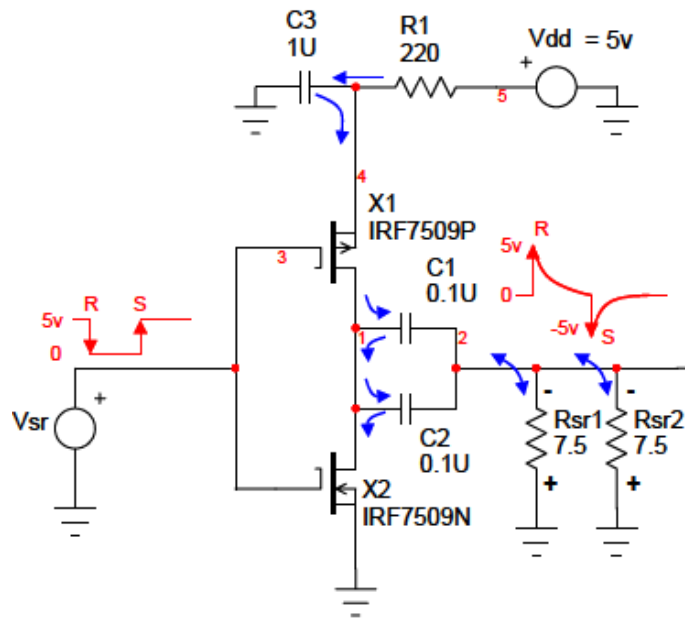 C3
1U
R1
220
Vdd = 5v
+
5
4
X1
IRF7509P
3
R
5v
0
-5v
S
C1
0.1U
R S
5v
0
1
2
Vsr
+
C2
0.1U
-
-
Rsr1
7.5
Rsr2
7.5
+
+
X2
IRF7509N